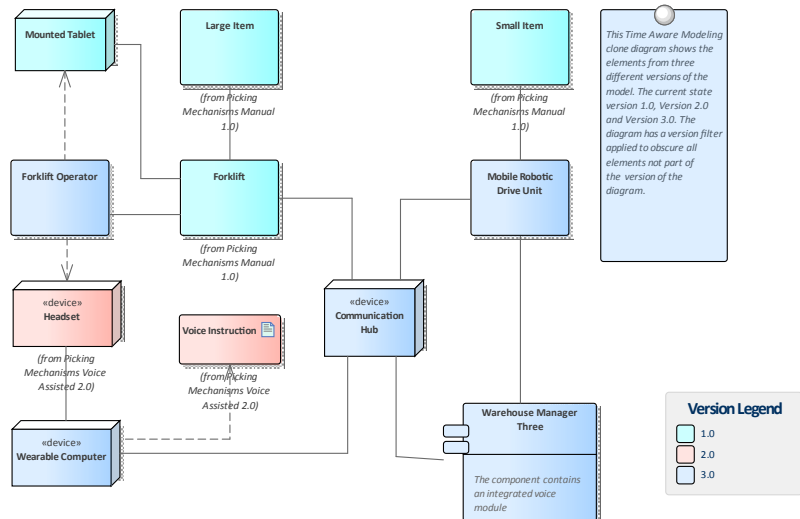 Mounted Tablet
Large Item
(from Picking
Mechanisms Manual
1.0)
Small Item
(from Picking
Mechanisms Manual
1.0)
This Time Aware Modeling
clone diagram shows the
elements from three
different versions of the
model. The current state
version 1.0, Version 2.0
and Version 3.0. The
diagram has a version filter
applied to obscure all
elements not part of
the version of the
diagram.
Forklift Operator
Forklift
(from Picking
Mechanisms Manual
1.0)
Mobile Robotic
Drive Unit
«device»
Headset
(from Picking
Mechanisms Voice
Assisted 2.0)
Voice Instruction
(from Picking
Mechanisms Voice
Assisted 2.0)
«device»
Communication
Hub
«device»
Wearable Computer
Warehouse Manager
Three
The component contains
an integrated voice
module
Version Legend
1.0
2.0
3.0